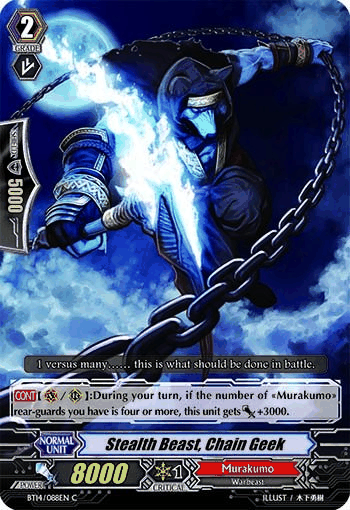 2
GRADE
SHIELD
5000
1 versus many...... this is what should be done in battle.
CONT[ / ]:During your turn, if the number of «Murakumo»
rear-guards you have is four or more, this unit gets +3000.
NORMAL UNIT
Stealth Beast, Chain Geek
POWER
8000
1
CRITICAL
Murakumo
Warbeast
BT14/088EN C
ILLUST / 木下勇樹